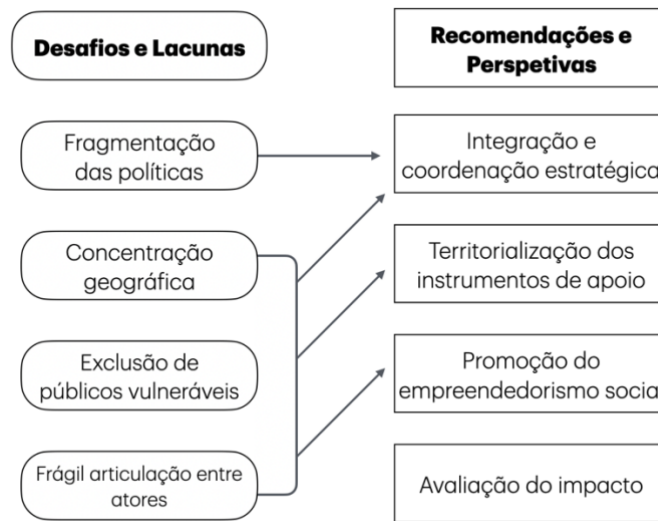 Desafios e Lacunas
Recomendações e
Perspetivas
Fragmentação
das políticas
Integração e
coordenação estratégica
Concentração
geográfica
Territorialização dos
instrumentos de apoio
Exclusão de
públicos vulneráveis
Promoção do
empreendedorismo social
Frágil articulação entre
atores
Avaliação do impacto